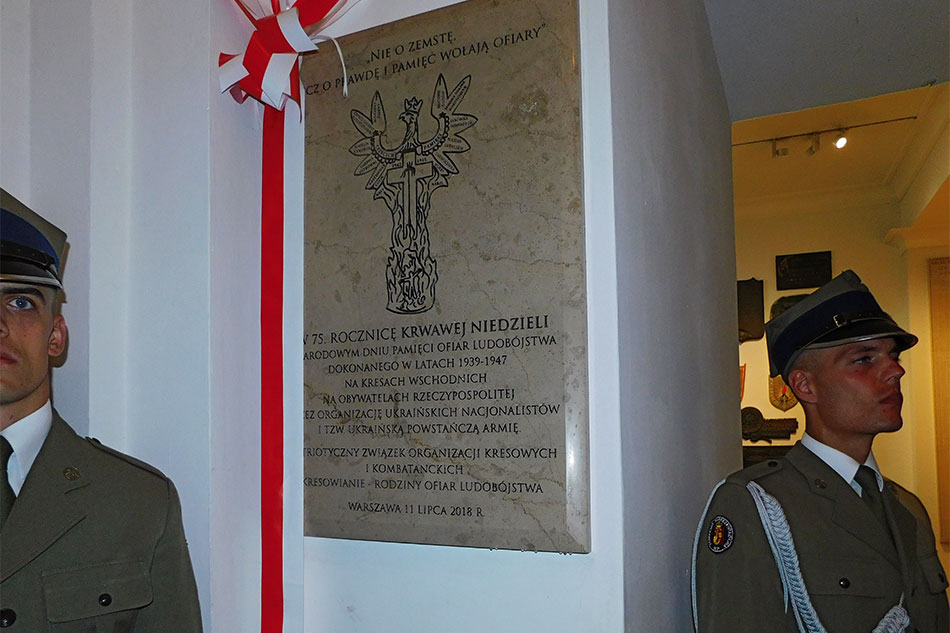 „NIE O ZEMSTĘ,
CZ O PRAWDĘ I PAMIĘĆ WOŁAJĄ OFIARY”
W 75. ROCZNICĘ KRWAWEJ NIEDZIELI
ARODOWYM DNIU PAMIĘCI OFIAR LUDOBÓJSTWA
DOKONANEGO W LATACH 1939-1947
NA KRESACH WSCHODNICH
NA OBYWATELACH RZECZYPOSPOLITEJ
EZ ORGANIZACJĘ UKRAIŃSKICH NACJONALISTÓW
I TZW. UKRAIŃSKĄ POWSTAŃCZĄ ARMIĘ.
TRIOTYCZNY ZWIĄZEK ORGANIZACJI KRESOWYCH
I KOMBATANCKICH
KRESOWIANIE - RODZINY OFIAR LUDOBÓJSTWA
WARSZAWA 11 LIPCA 2018 R.